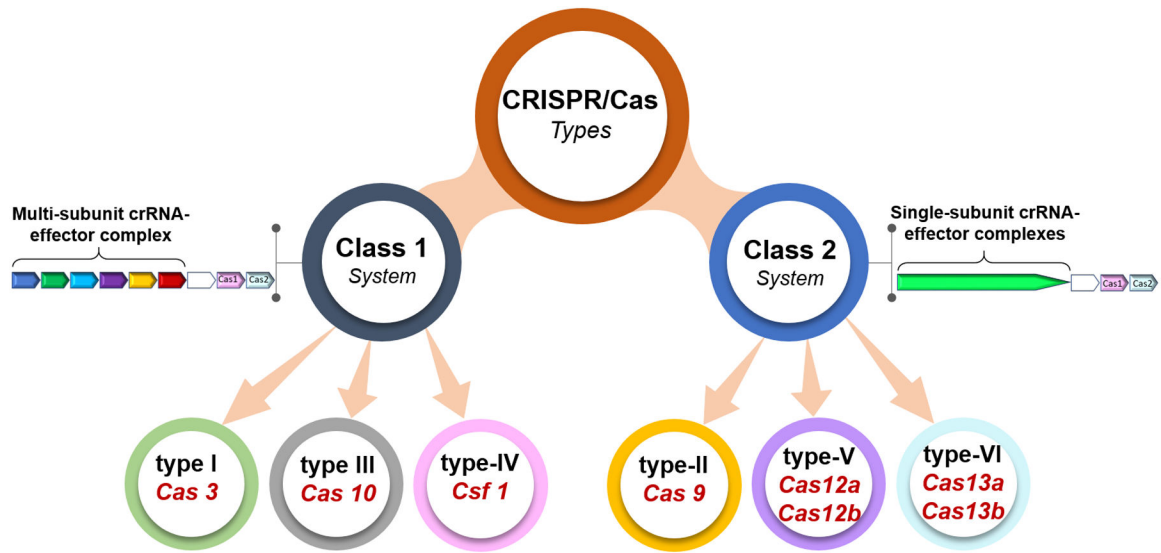 CRISPR/Cas
Types
Multi-subunit crRNA-
effector complex
Cas1
Cas2
Class 1
System
Class 2
System
Single-subunit crRNA-
effector complexes
Cas1
Cas2
type I
Cas 3
type III
Cas 10
type-IV
Csf 1
type-II
Cas 9
type-V
Cas12a
Cas12b
type-VI
Cas13a
Cas13b